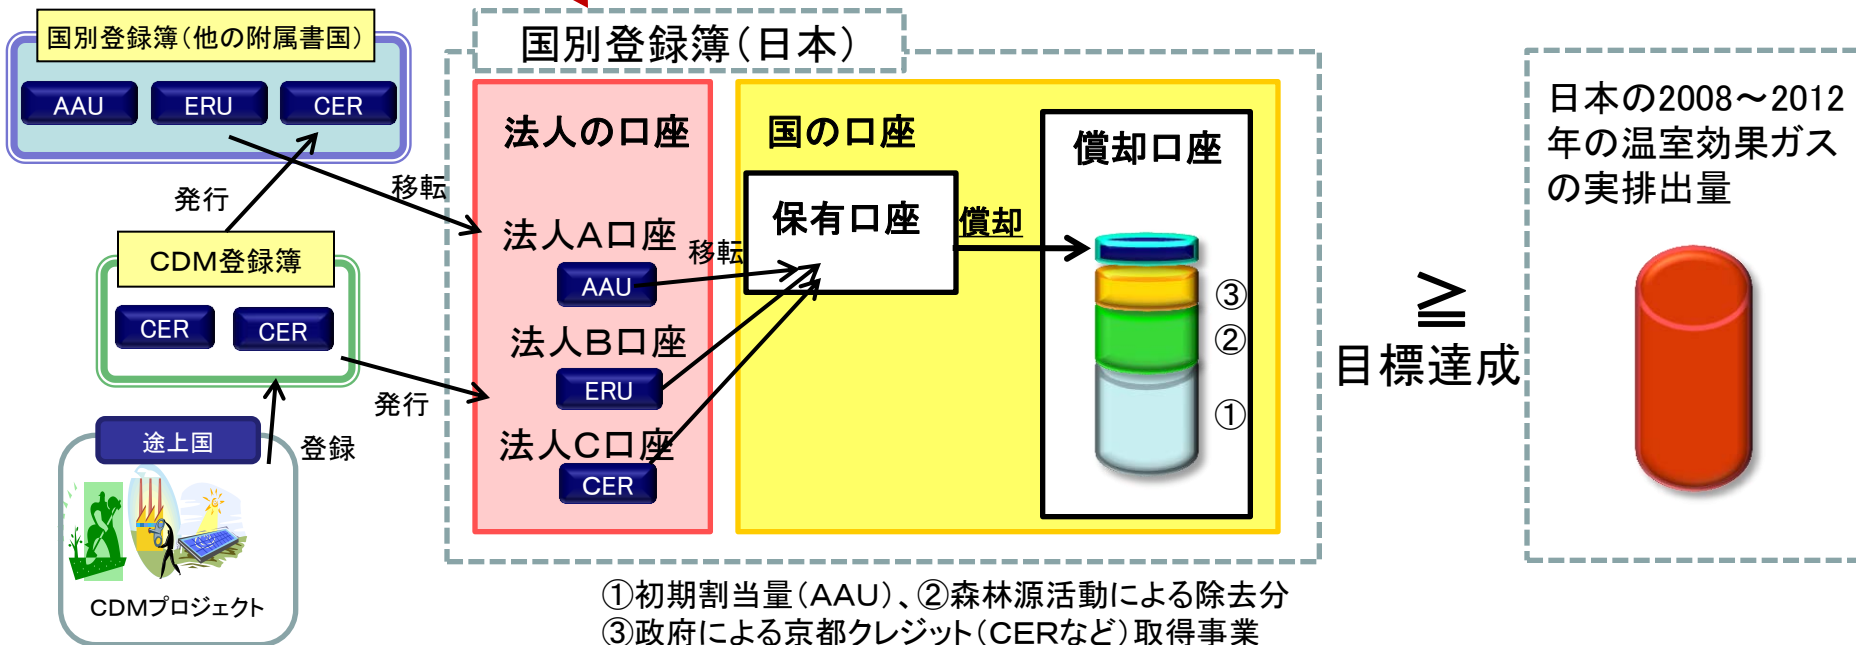 国別登録簿(他の附属書国)
AAU
ERU
CER
発行
移転
CDM登録簿
CER
CER
発行
登録
途上国
CDMプロジェクト
国別登録簿(日本)
法人の口座
法人A口座
AAU
法人B口座
ERU
法人C口座
CER
移転
国の口座
保有口座
償却
償却口座
③
②
①
≧
目標達成
日本の2008~2012
年の温室効果ガス
の実排出量
①初期割当量(AAU)、②森林源活動による除去分
③政府による京都クレジット(CERなど)取得事業